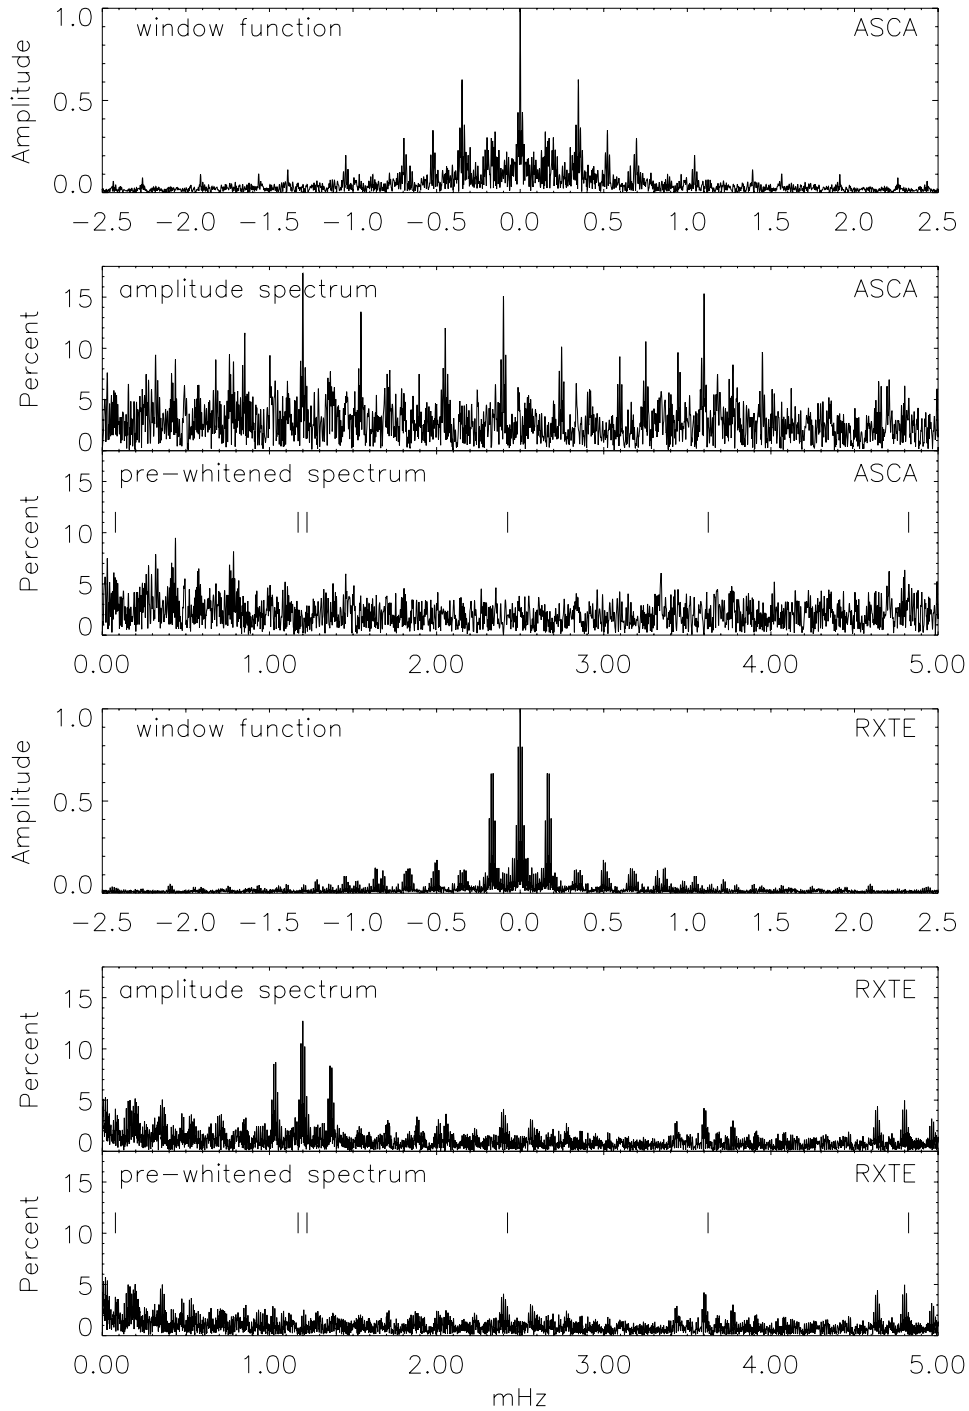 window function ASCA
Amplitude
1.0
0.5
0.0
−2.5 −2.0 −1.5 −1.0 −0.5 0.0 0.5 1.0 1.5 2.0 2.5
amplitude spectrum ASCA
Percent
15
10
5
0
pre−whitened spectrum ASCA
Percent
15
10
5
0
0.00 1.00 2.00 3.00 4.00 5.00
window function RXTE
Amplitude
1.0
0.5
0.0
−2.5 −2.0 −1.5 −1.0 −0.5 0.0 0.5 1.0 1.5 2.0 2.5
amplitude spectrum RXTE
Percent
15
10
5
0
pre−whitened spectrum RXTE
Percent
15
10
5
0
0.00 1.00 2.00 3.00 4.00 5.00
mHz